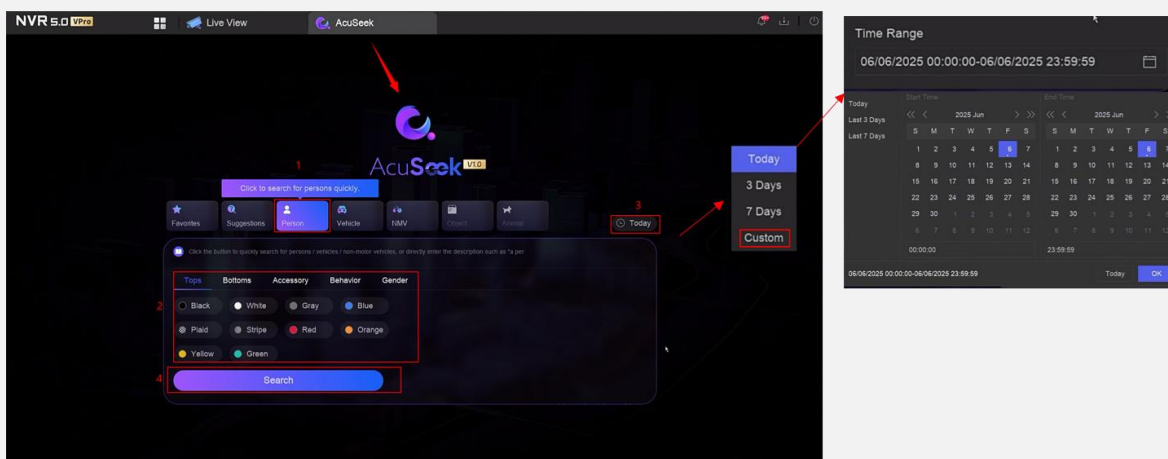 NVR 5.0 VPro
Live View
AcuSeek
AcuSeek V1.0
1
Click to search for persons quickly.
Favorites
Suggestions
Person
Vehicle
NMV
Object
Animal
3
Today
Click the button to quickly search for persons / vehicles / non-motor vehicles, or directly enter the description such as "a per
2
Tops Bottoms Accessory Behavior Gender
Black White Gray Blue
Plaid Stripe Red Orange
Yellow Green
4
Search
Today
3 Days
7 Days
Custom
Time Range
06/06/2025 00:00:00-06/06/2025 23:59:59
Today
Last 3 Days
Last 7 Days
Start Time
2025 Jun
S M T W T F S
1 2 3 4 5 6 7
8 9 10 11 12 13 14
15 16 17 18 19 20 21
22 23 24 25 26 27 28
29 30 1 2 3 4 5
6 7 8 9 10 11 12
00:00:00
End Time
2025 Jun
S M T W T F S
1 2 3 4 5 6 7
8 9 10 11 12 13 14
15 16 17 18 19 20 21
22 23 24 25 26 27 28
29 30 1 2 3 4 5
6 7 8 9 10 11 12
23:59:59
06/06/2025 00:00:00-06/06/2025 23:59:59
Today
OK